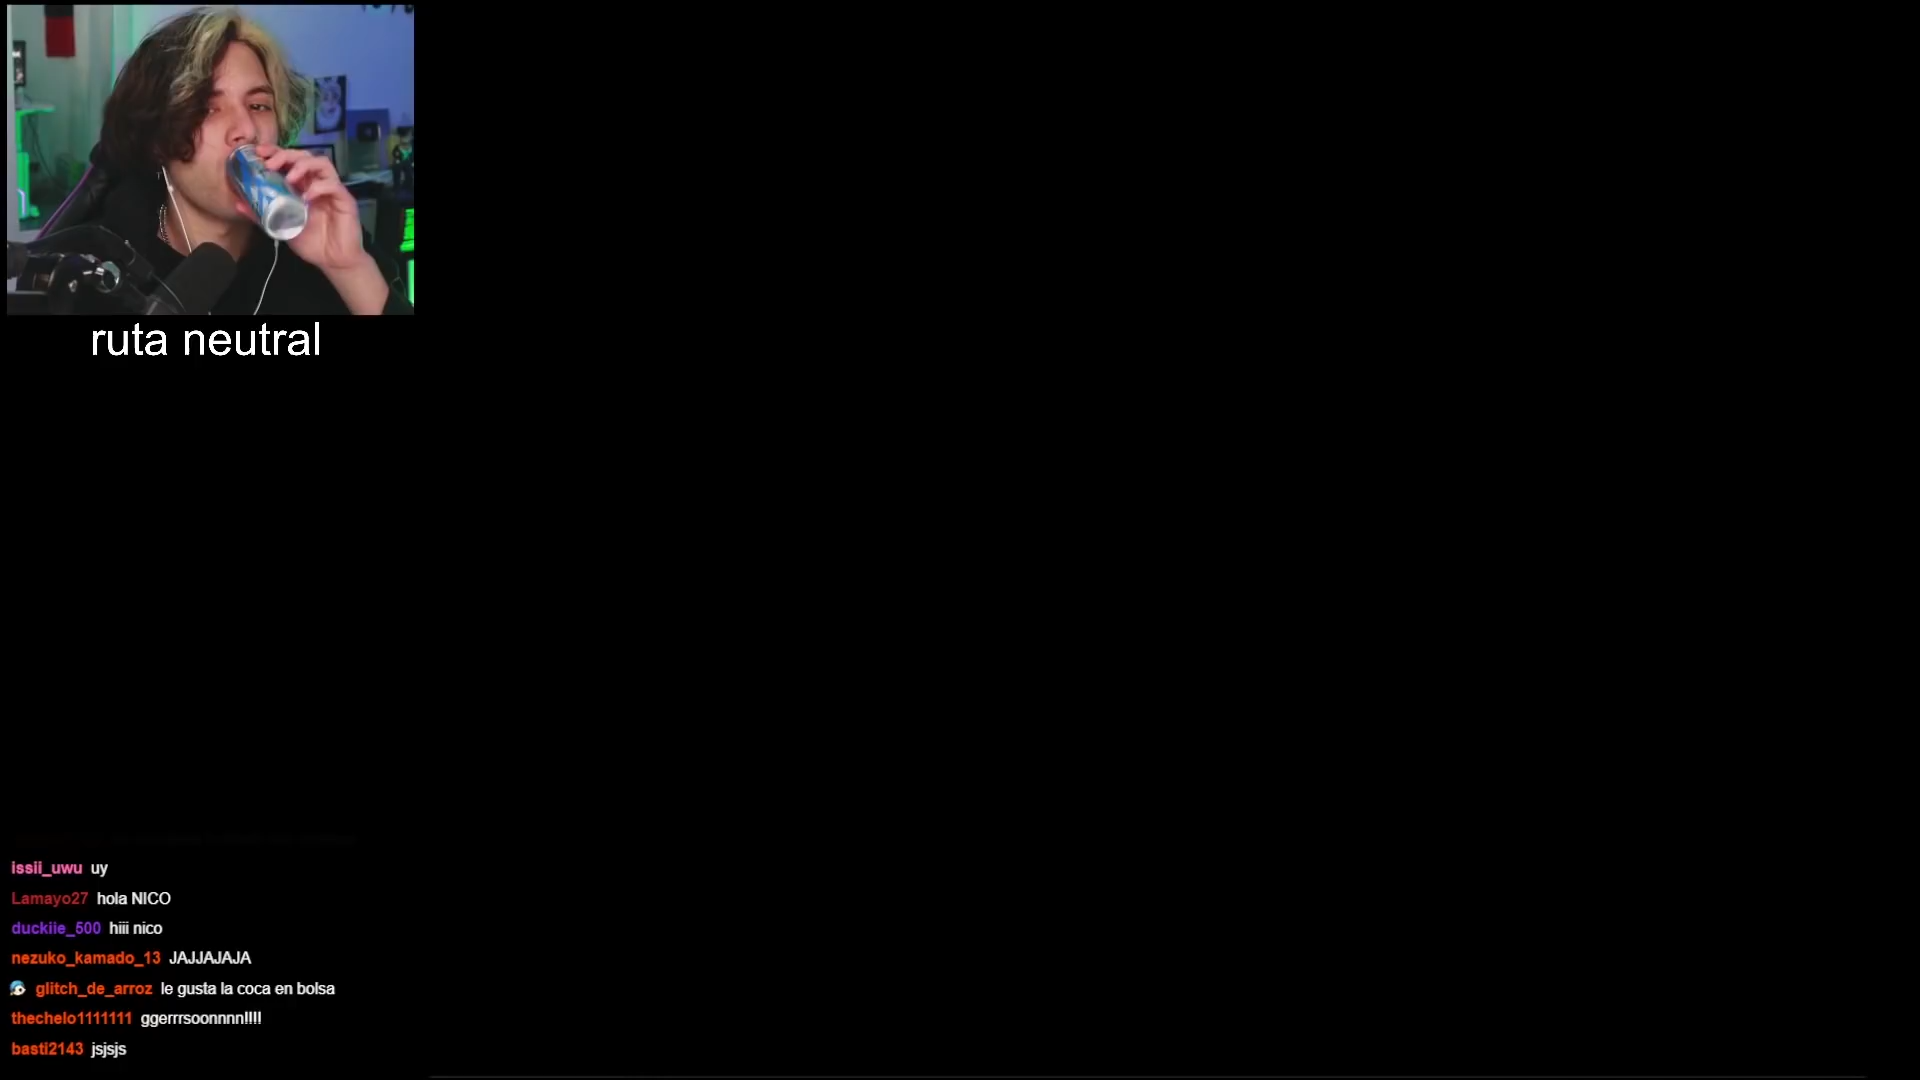 ruta neutral
issii_uwu uy
Lamayo27 hola NICO
duckiie_500 hiii nico
nezuko_kamado_13 JAJJAJAJA
glitch_de_arroz le gusta la coca en bolsa
thechelo1111111 ggerrrsoonnnn!!!!
basti2143 jsjsjs